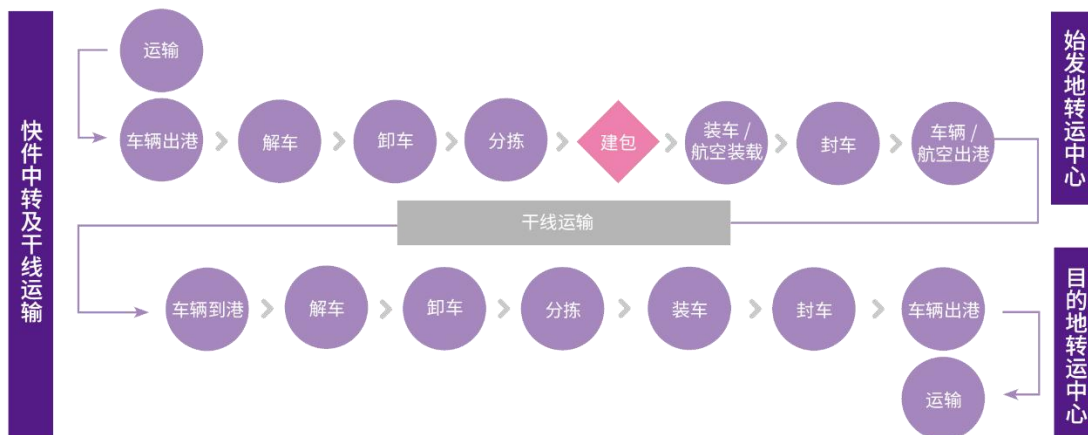 快件中转及干线运输
运输
车辆出港
解车
卸车
分拣
建包
装车 /
航空装载
封车
车辆 /
航空出港
始发地转运中心
干线运输
车辆到港
解车
卸车
分拣
装车
封车
车辆出港
运输
目的地转运中心